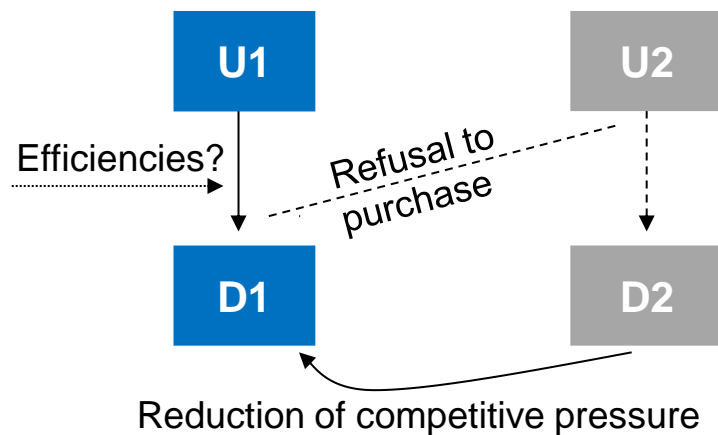 U1
U2
Efficiencies?
Refusal to
purchase
D1
D2
Reduction of competitive pressure